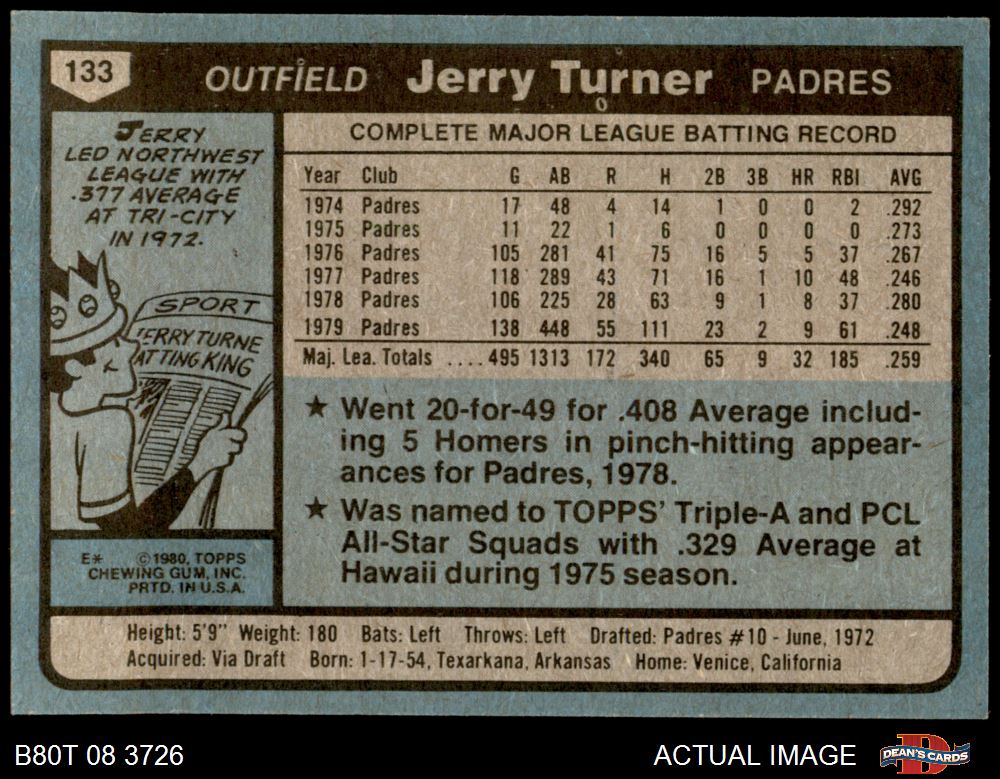 133 OUTFIELD Jerry Turner PADRES
JERRY
LED NORTHWEST
LEAGUE WITH
.377 AVERAGE
AT TRI-CITY
IN 1972.
SPORT
JERRY TURNE
ATTING KING
E* ©1980, TOPPS
CHEWING GUM, INC.
PRTD. IN U.S.A.
COMPLETE MAJOR LEAGUE BATTING RECORD
Year Club G AB R H 2B 3B HR RBI AVG
1974 Padres 17 48 4 14 1 0 0 2 .292
1975 Padres 11 22 1 6 0 0 0 0 .273
1976 Padres 105 281 41 75 16 5 5 37 .267
1977 Padres 118 289 43 71 16 1 10 48 .246
1978 Padres 106 225 28 63 9 1 8 37 .280
1979 Padres 138 448 55 111 23 2 9 61 .248
Maj. Lea. Totals ....495 1313 172 340 65 9 32 185 .259
★ Went 20-for-49 for .408 Average includ-
ing 5 Homers in pinch-hitting appear-
ances for Padres, 1978.
★ Was named to TOPPS' Triple-A and PCL
All-Star Squads with .329 Average at
Hawaii during 1975 season.
Height: 5'9" Weight: 180 Bats: Left Throws: Left Drafted: Padres #10 - June, 1972
Acquired: Via Draft Born: 1-17-54, Texarkana, Arkansas Home: Venice, California
B80T 08 3726 ACTUAL IMAGE DEAN'S CARDS